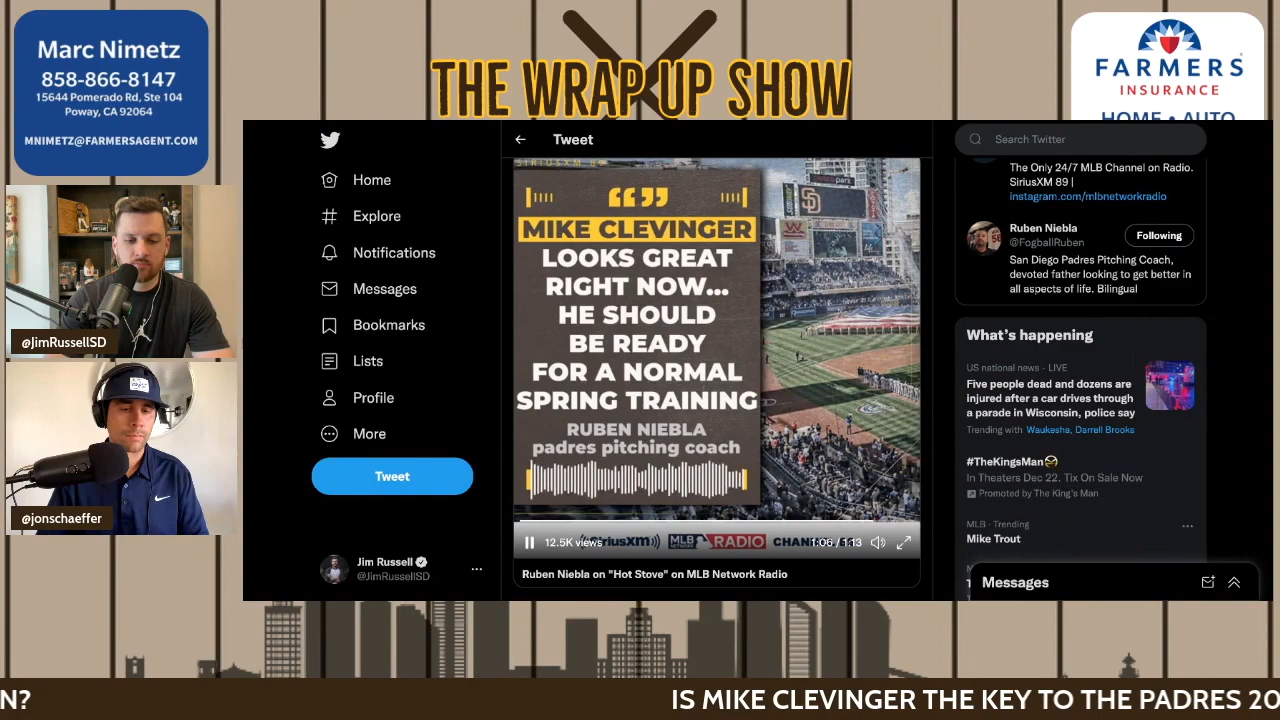 Marc Nimetz
858-866-8147
15644 Pomerado Rd, Ste 104
Poway, CA 92064
MNIMETZ@FARMERSAGENT.COM
THE WRAP UP SHOW
FARMERS
INSURANCE
HOME • AUTO
@JimRussellSD
@jonschaeffer
Home
Explore
Notifications
Messages
Bookmarks
Lists
Profile
More
Tweet
Jim Russell
@JimRussellSD
Tweet
SIRIUSXM 89
MIKE CLEVINGER
LOOKS GREAT
RIGHT NOW...
HE SHOULD
BE READY
FOR A NORMAL
SPRING TRAINING
RUBEN NIEBLA
padres pitching coach
12.5K views
SiriusXM
MLB
NETWORK
RADIO
1:06 / 1:13
Ruben Niebla on "Hot Stove" on MLB Network Radio
Search Twitter
The Only 24/7 MLB Channel on Radio.
SiriusXM 89 |
instagram.com/mlbnetworkradio
Ruben Niebla
@FogballRuben
Following
San Diego Padres Pitching Coach,
devoted father looking to get better in
all aspects of life. Bilingual
What's happening
US national news · LIVE
Five people dead and dozens are
injured after a car drives through
a parade in Wisconsin, police say
Trending with Waukesha, Darrell Brooks
#TheKingsMan
In Theaters Dec 22. Tix On Sale Now
Promoted by The King's Man
MLB · Trending
Mike Trout
Messages
N? IS MIKE CLEVINGER THE KEY TO THE PADRES 20